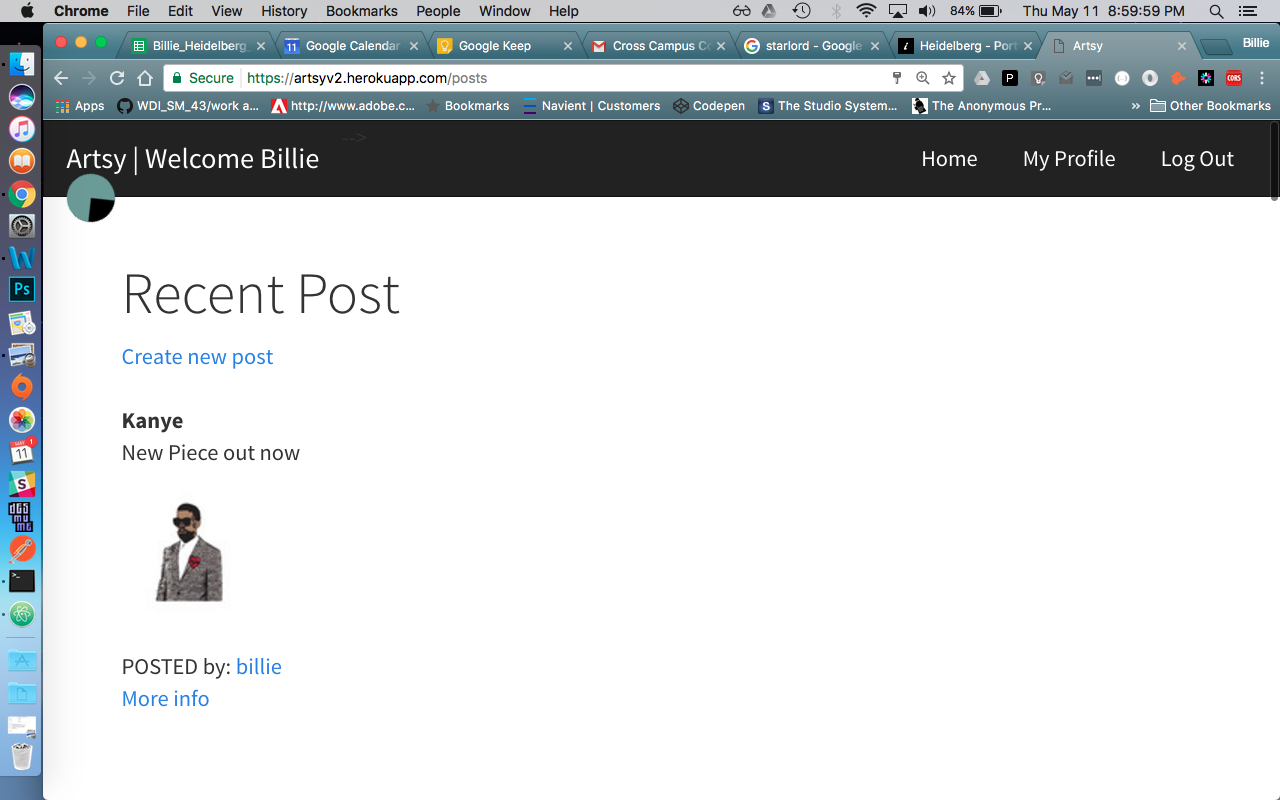 Chrome File Edit View History Bookmarks People Window Help 84% Thu May 11 8:59:59 PM
Billie_Heidelberg Google Calendar Google Keep Cross Campus Co starlord - Google Heidelberg - Port Artsy Billie
Secure https://artsyv2.herokuapp.com/posts
Apps WDI_SM_43/work a... http://www.adobe.c... Bookmarks Navient | Customers Codepen The Studio System... The Anonymous Pr... » Other Bookmarks
-->
Artsy | Welcome Billie Home My Profile Log Out
Recent Post
Create new post
Kanye
New Piece out now
POSTED by: billie
More info